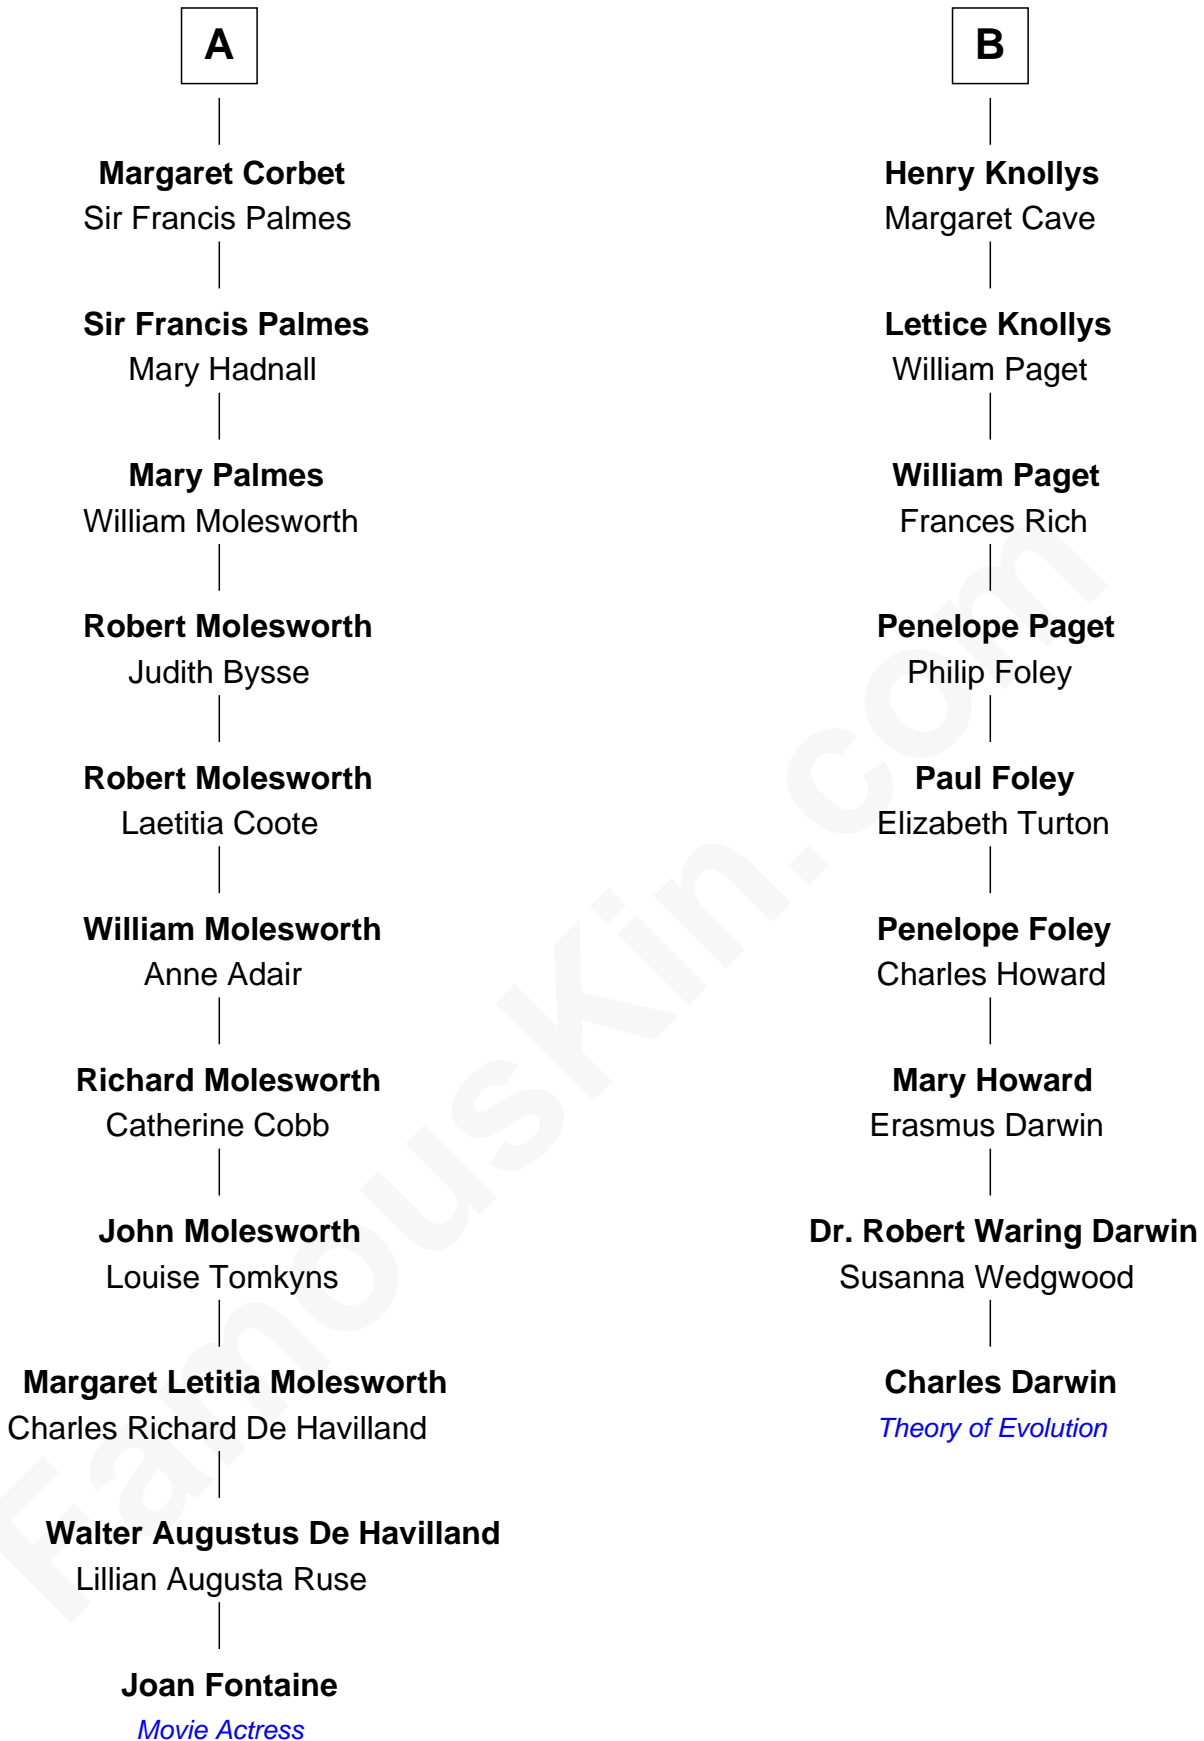 A
Margaret Corbet
Sir Francis Palmes
Sir Francis Palmes
Mary Hadnall
Mary Palmes
William Molesworth
Robert Molesworth
Judith Bysse
Robert Molesworth
Laetitia Coote
William Molesworth
Anne Adair
Richard Molesworth
Catherine Cobb
John Molesworth
Louise Tomkyns
Margaret Letitia Molesworth
Charles Richard De Havilland
Walter Augustus De Havilland
Lillian Augusta Ruse
Joan Fontaine
Movie Actress
B
Henry Knollys
Margaret Cave
Lettice Knollys
William Paget
William Paget
Frances Rich
Penelope Paget
Philip Foley
Paul Foley
Elizabeth Turton
Penelope Foley
Charles Howard
Mary Howard
Erasmus Darwin
Dr. Robert Waring Darwin
Susanna Wedgwood
Charles Darwin
Theory of Evolution
FamousKin.com